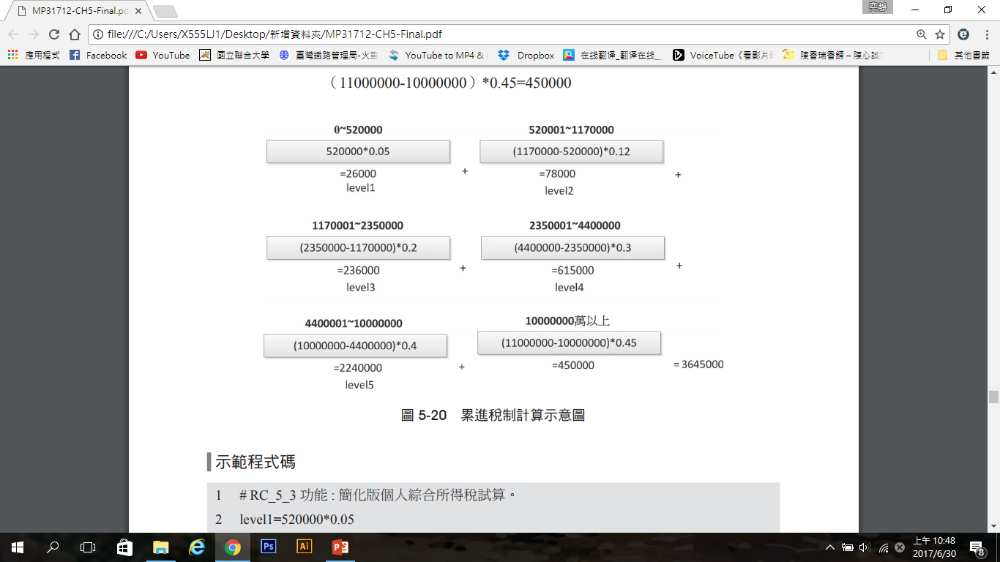 MP31712-CH5-Final.pd
奕靜
file:///C:/Users/X555LJ1/Desktop/新增資料夾/MP31712-CH5-Final.pdf
應用程式 Facebook YouTube 國立聯合大學 臺灣鐵路管理局-火車 YouTube to MP4 & Dropbox 在线翻译_翻译在线_ VoiceTube《看影片 陳香瑞香舖 – 陳心誠 其他書籤
（11000000-10000000）*0.45=450000
0~520000 520001~1170000
520000*0.05 (1170000-520000)*0.12
=26000 + =78000 +
level1 level2
1170001~2350000 2350001~4400000
(2350000-1170000)*0.2 (4400000-2350000)*0.3
=236000 + =615000 +
level3 level4
4400001~10000000 10000000萬以上
(10000000-4400000)*0.4 (11000000-10000000)*0.45
=2240000 + =450000 = 3645000
level5
圖 5-20 累進稅制計算示意圖
示範程式碼
1 # RC_5_3 功能 : 簡化版個人綜合所得稅試算。
2 level1=520000*0.05
Ps Ai P
上午 10:48
2017/6/30
8